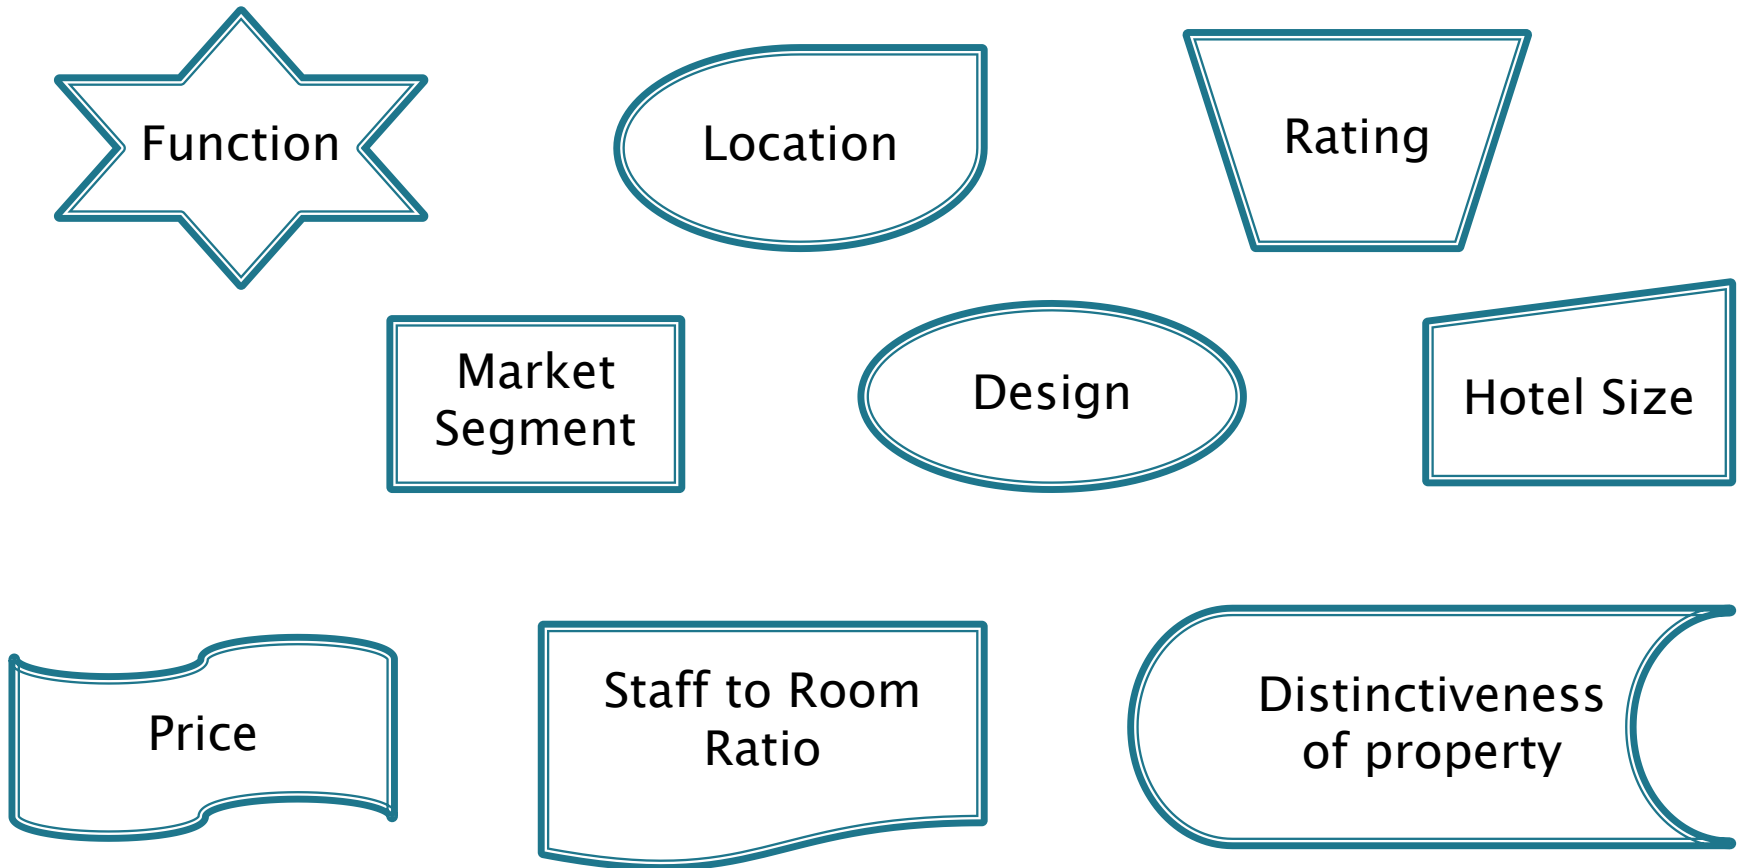 Function
Location
Rating
Market
Segment
Design
Hotel Size
Price
Staff to Room
Ratio
Distinctiveness
of property